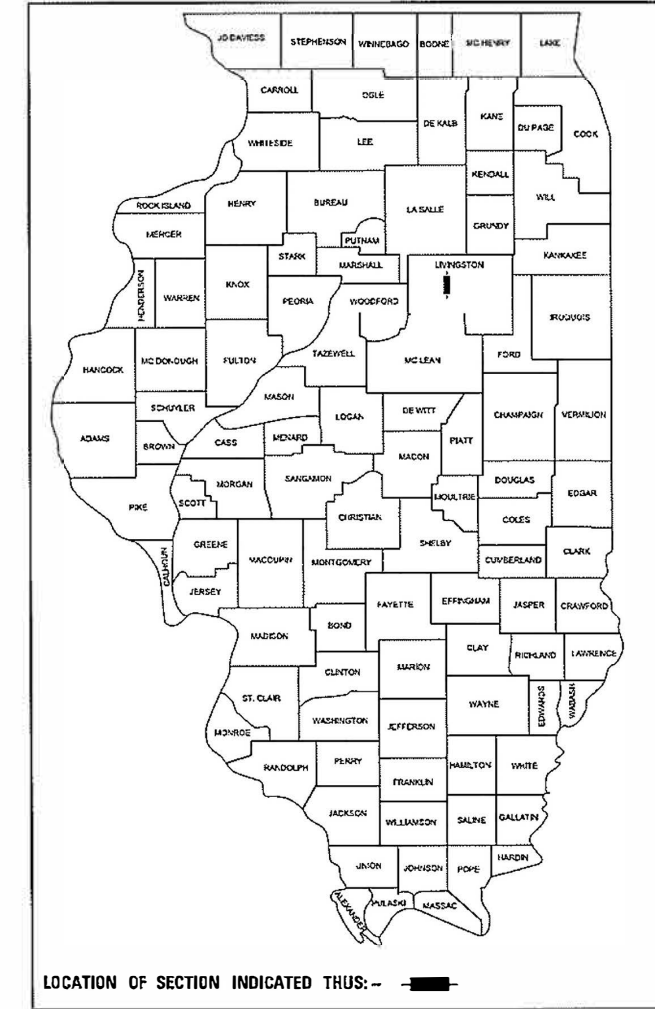 JO DAVIESS STEPHENSON WINNEBAGO BOONE MC HENRY LAKE
CARROLL OGLE DE KALB KANE DU PAGE COOK
WHITESIDE LEE KENDALL
ROCK ISLAND HENRY BUREAU LA SALLE GRUNDY WILL
MERCER PUTNAM
STARK MARSHALL LIVINGSTON KANKAKEE
HENDERSON WARREN KNOX PEORIA WOODFORD IROQUOIS
HANCOCK MC DONOUGH FULTON TAZEWELL MC LEAN FORD
MASON
ADAMS SCHUYLER LOGAN DE WITT CHAMPAIGN VERMILION
BROWN CASS MENARD MACON PIATT
PIKE SCOTT MORGAN SANGAMON MOULTRIE DOUGLAS EDGAR
CHRISTIAN COLES
CALHOUN GREENE MACOUPIN MONTGOMERY SHELBY CUMBERLAND CLARK
JERSEY FAYETTE EFFINGHAM JASPER CRAWFORD
MADISON BOND
CLINTON MARION CLAY RICHLAND LAWRENCE
ST. CLAIR WAYNE EDWARDS WABASH
MONROE WASHINGTON JEFFERSON
RANDOLPH PERRY FRANKLIN HAMILTON WHITE
JACKSON WILLIAMSON SALINE GALLATIN
UNION JOHNSON POPE HARDIN
ALEXANDER PULASKI MASSAC
LOCATION OF SECTION INDICATED THUS:-